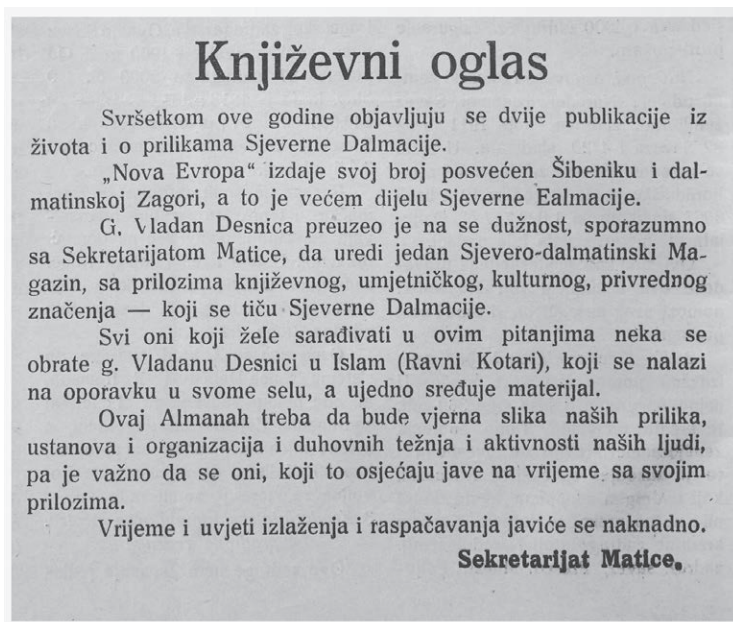 Književni oglas
Svršetkom ove godine objavljuju se dvije publikacije iz
života i o prilikama Sjeverne Dalmacije.
„Nova Evropa“ izdaje svoj broj posvećen Šibeniku i dal-
matinskoj Zagori, a to je većem dijelu Sjeverne Ealmacije.
G. Vladan Desnica preuzeo je na se dužnost, sporazumno
sa Sekretarijatom Matice, da uredi jedan Sjevero-dalmatinski Ma-
gazin, sa prilozima književnog, umjetničkog, kulturnog, privrednog
značenja — koji se tiču Sjeverne Dalmacije.
Svi oni koji žele sarađivati u ovim pitanjima neka se
obrate g. Vladanu Desnici u Islam (Ravni Kotari), koji se nalazi
na oporavku u svome selu, a ujedno sređuje materijal.
Ovaj Almanah treba da bude vjerna slika naših prilika,
ustanova i organizacija i duhovnih težnja i aktivnosti naših ljudi,
pa je važno da se oni, koji to osjećaju jave na vrijeme sa svojim
prilozima.
Vrijeme i uvjeti izlaženja i raspačavanja javiće se naknadno.
Sekretarijat Matice.